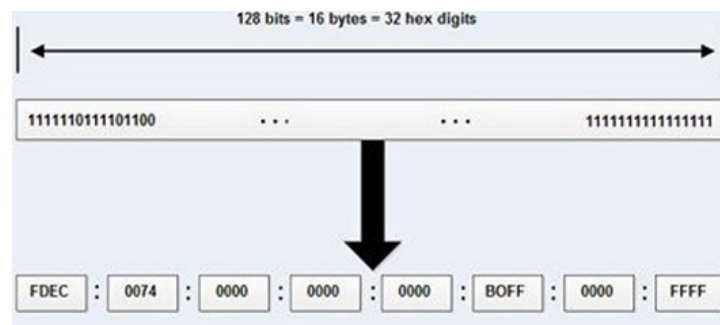 128 bits = 16 bytes = 32 hex digits
1111110111101100 ... ... 1111111111111111
FDEC : 0074 : 0000 : 0000 : 0000 : BOFF : 0000 : FFFF